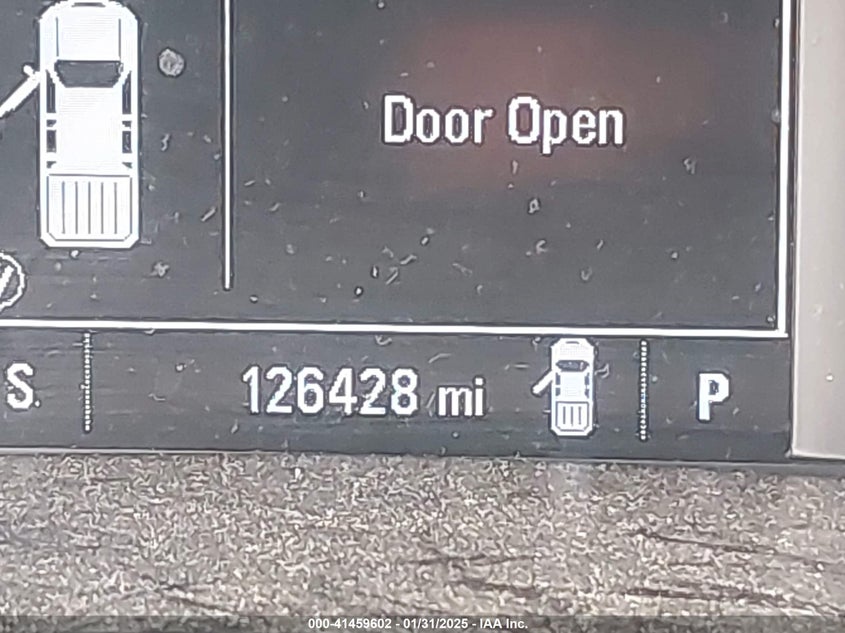 Door Open
S.
126428 mi
P
000-41459602 - 01/31/2025 - IAA Inc.